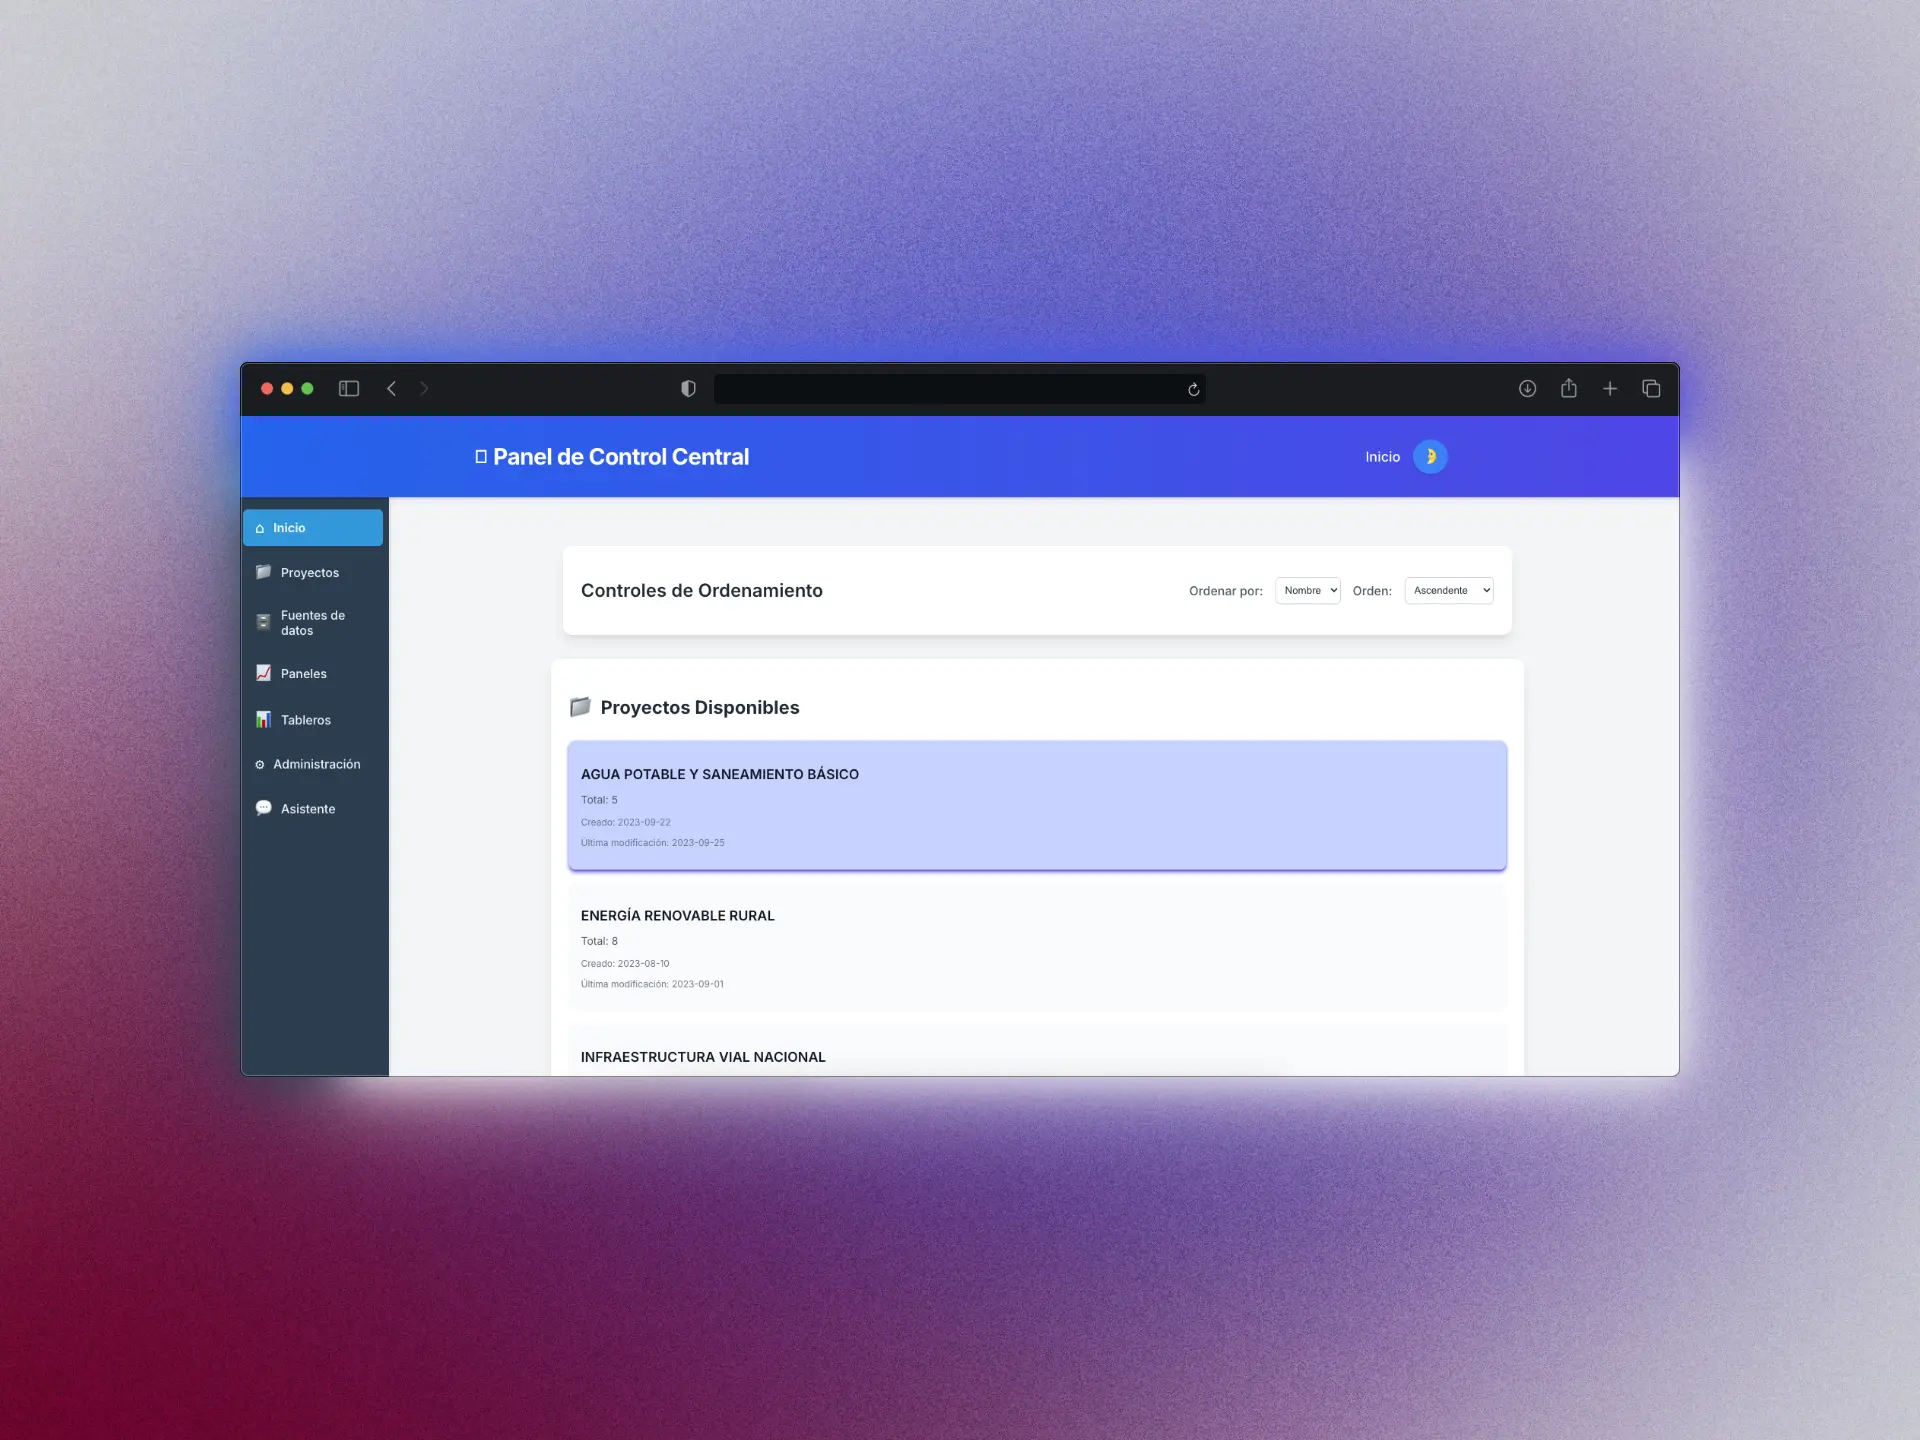 Panel de Control Central
Inicio
Inicio
Proyectos
Fuentes de
datos
Paneles
Tableros
Administración
Asistente
Controles de Ordenamiento
Ordenar por: Nombre Orden: Ascendente
Proyectos Disponibles
AGUA POTABLE Y SANEAMIENTO BÁSICO
Total: 5
Creado: 2023-09-22
Última modificación: 2023-09-25
ENERGÍA RENOVABLE RURAL
Total: 8
Creado: 2023-08-10
Última modificación: 2023-09-01
INFRAESTRUCTURA VIAL NACIONAL